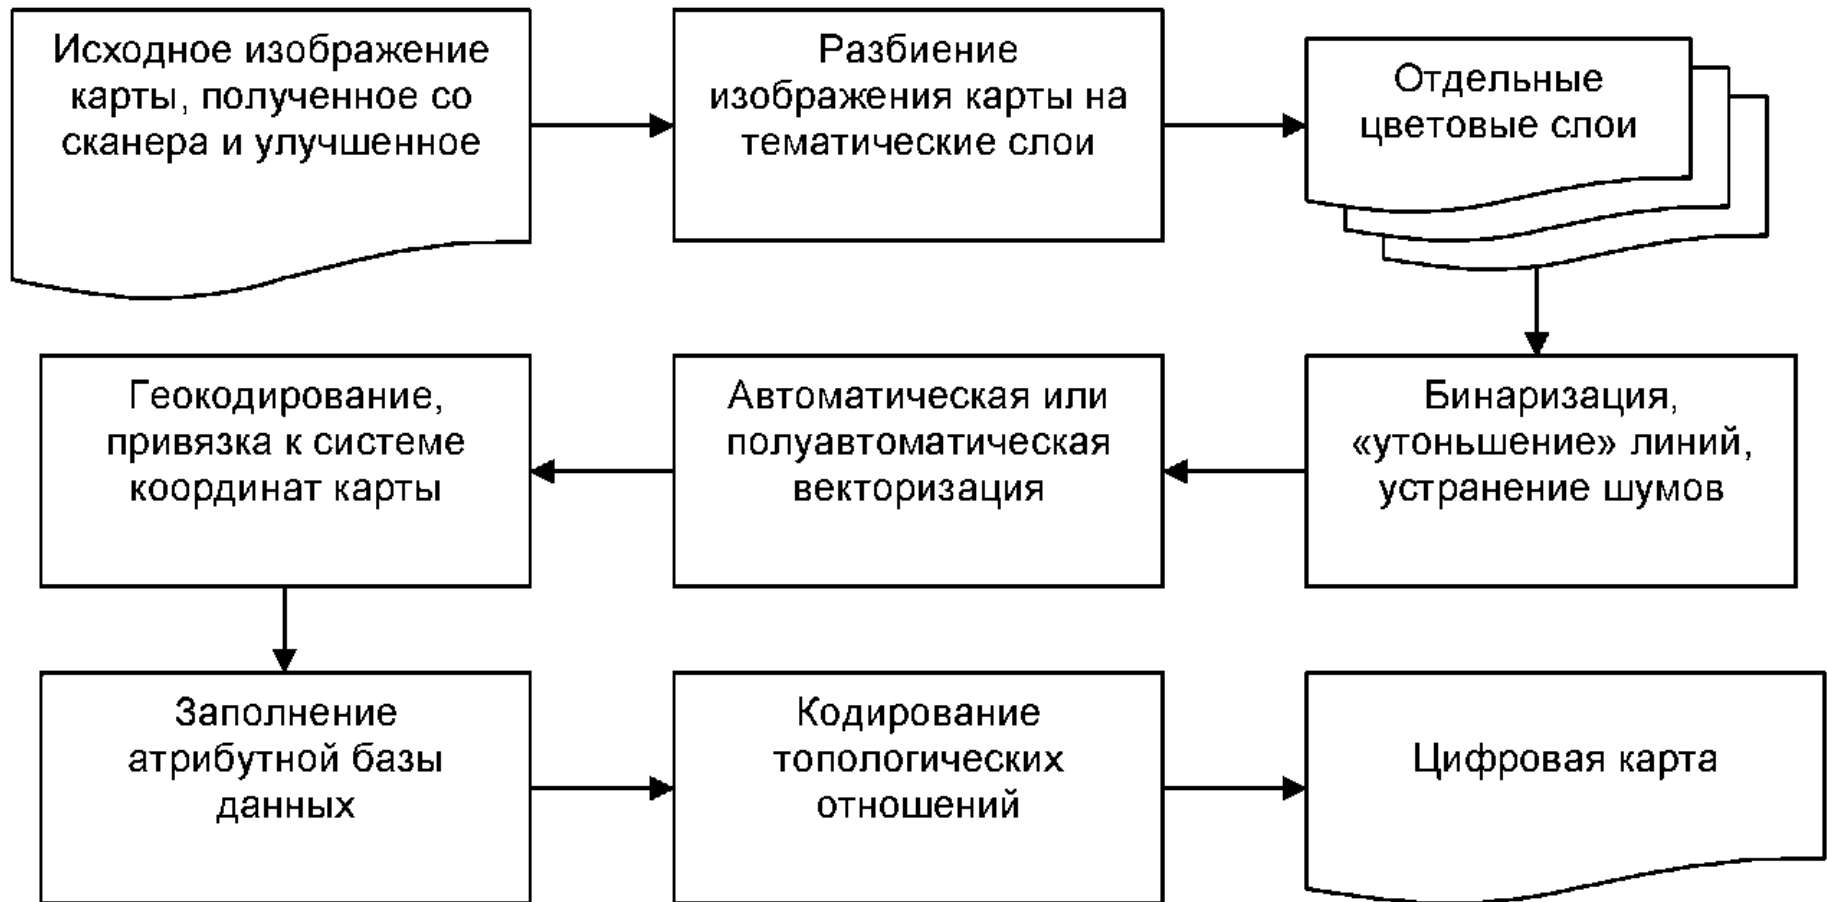 Исходное изображение
карты, полученное со
сканера и улучшенное
Разбиение
изображения карты на
тематические слои
Отдельные
цветовые слои
Бинаризация,
«утоньшение» линий,
устранение шумов
Автоматическая или
полуавтоматическая
векторизация
Геокодирование,
привязка к системе
координат карты
Заполнение
атрибутной базы
данных
Кодирование
топологических
отношений
Цифровая карта